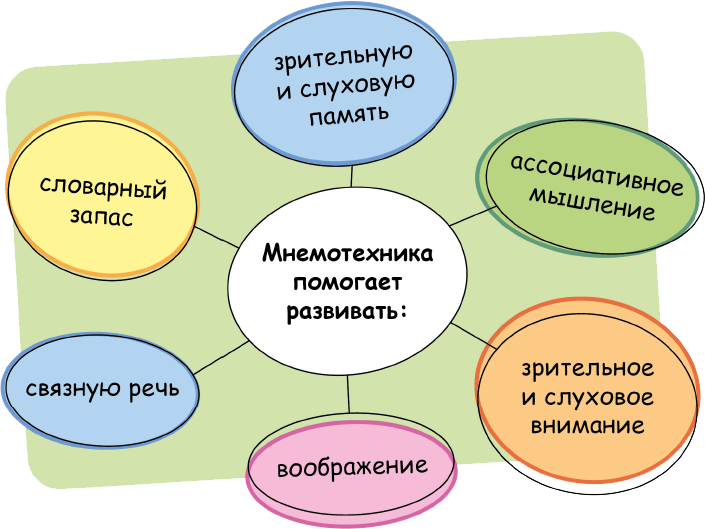 зрительную
и слуховую
память
словарный
запас
ассоциативное
мышление
Мнемотехника
помогает
развивать:
связную речь
зрительное
и слуховое
внимание
воображение